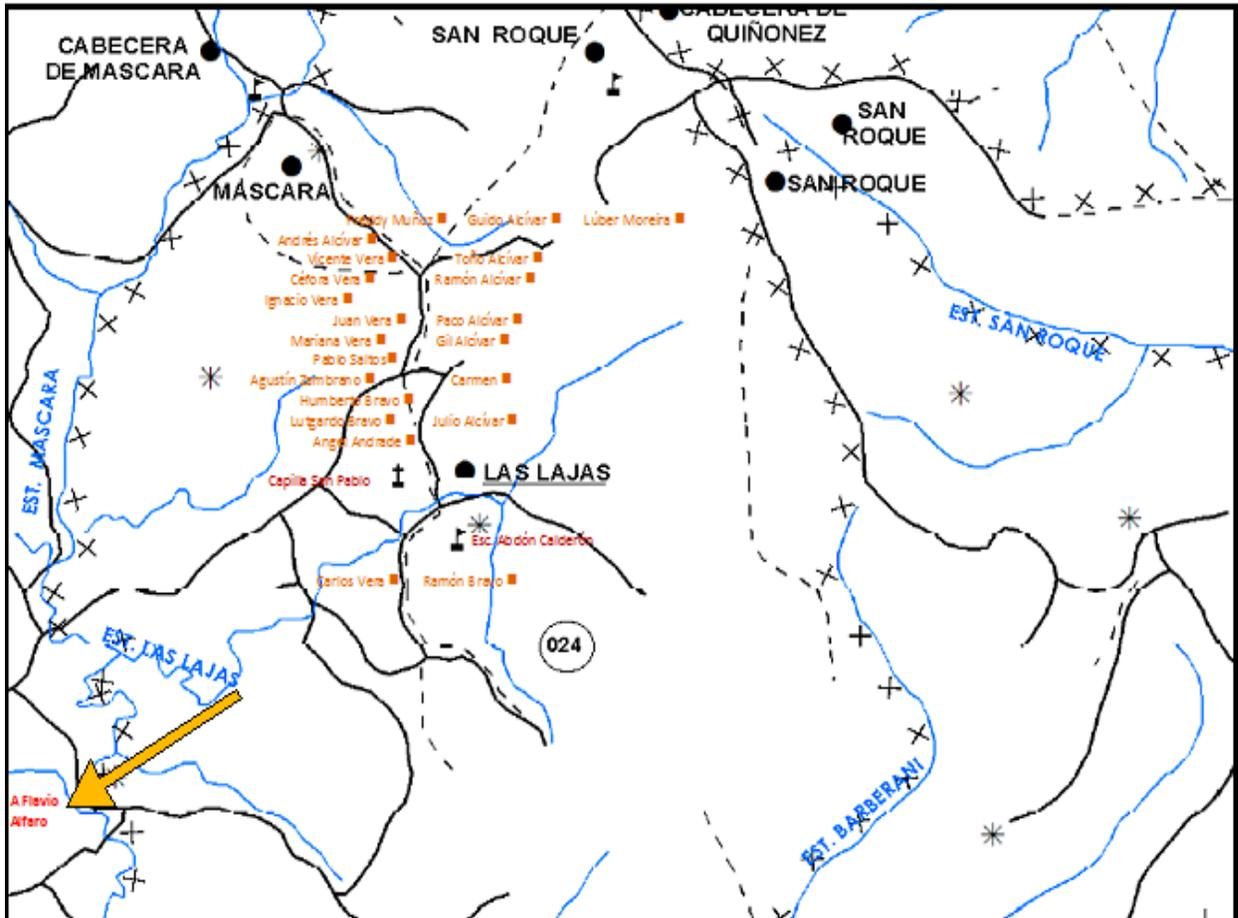 CABECERA DE
QUIÑONEZ
CABECERA
DE MASCARA
SAN ROQUE
SAN
ROQUE
MÁSCARA
SAN ROQUE
Freddy Muñoz
Guido Alcívar
Lúber Moreira
Andrés Alcívar
Vicente Vera
Toño Alcívar
Céfora Vera
Ramón Alcívar
Ignacio Vera
Juan Vera
Paco Alcívar
EST. SAN ROQUE
Mariana Vera
Gil Alcívar
Pablo Saltos
Agustín Zambrano
Carmen
Humberto Bravo
Lutgardo Bravo
Julio Alcívar
Angel Andrade
EST. MASCARA
Capilla San Pablo
LAS LAJAS
Esc. Abdón Calderón
Carlos Vera
Ramón Bravo
EST. LAS LAJAS
024
A Flavio
Alfaro
EST. BARBERANI